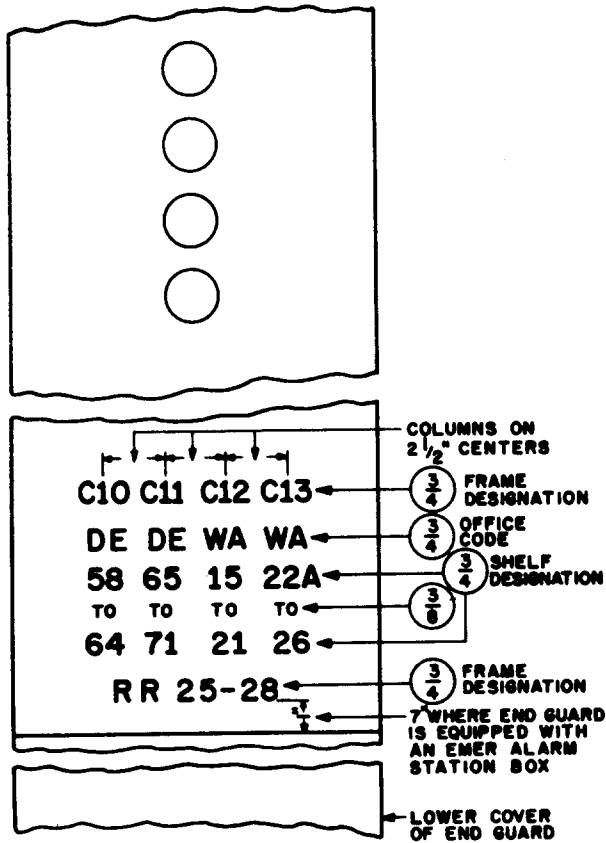 COLUMNS ON
2 1/2" CENTERS
C10 C11 C12 C13
3/4 FRAME
DESIGNATION
DE DE WA WA
3/4 OFFICE
CODE
58 65 15 22A
3/4 SHELF
DESIGNATION
TO TO TO TO
3/8
64 71 21 26
RR 25-28
3/4 FRAME
DESIGNATION
7" WHERE END GUARD
IS EQUIPPED WITH
AN EMER ALARM
STATION BOX
LOWER COVER
OF END GUARD